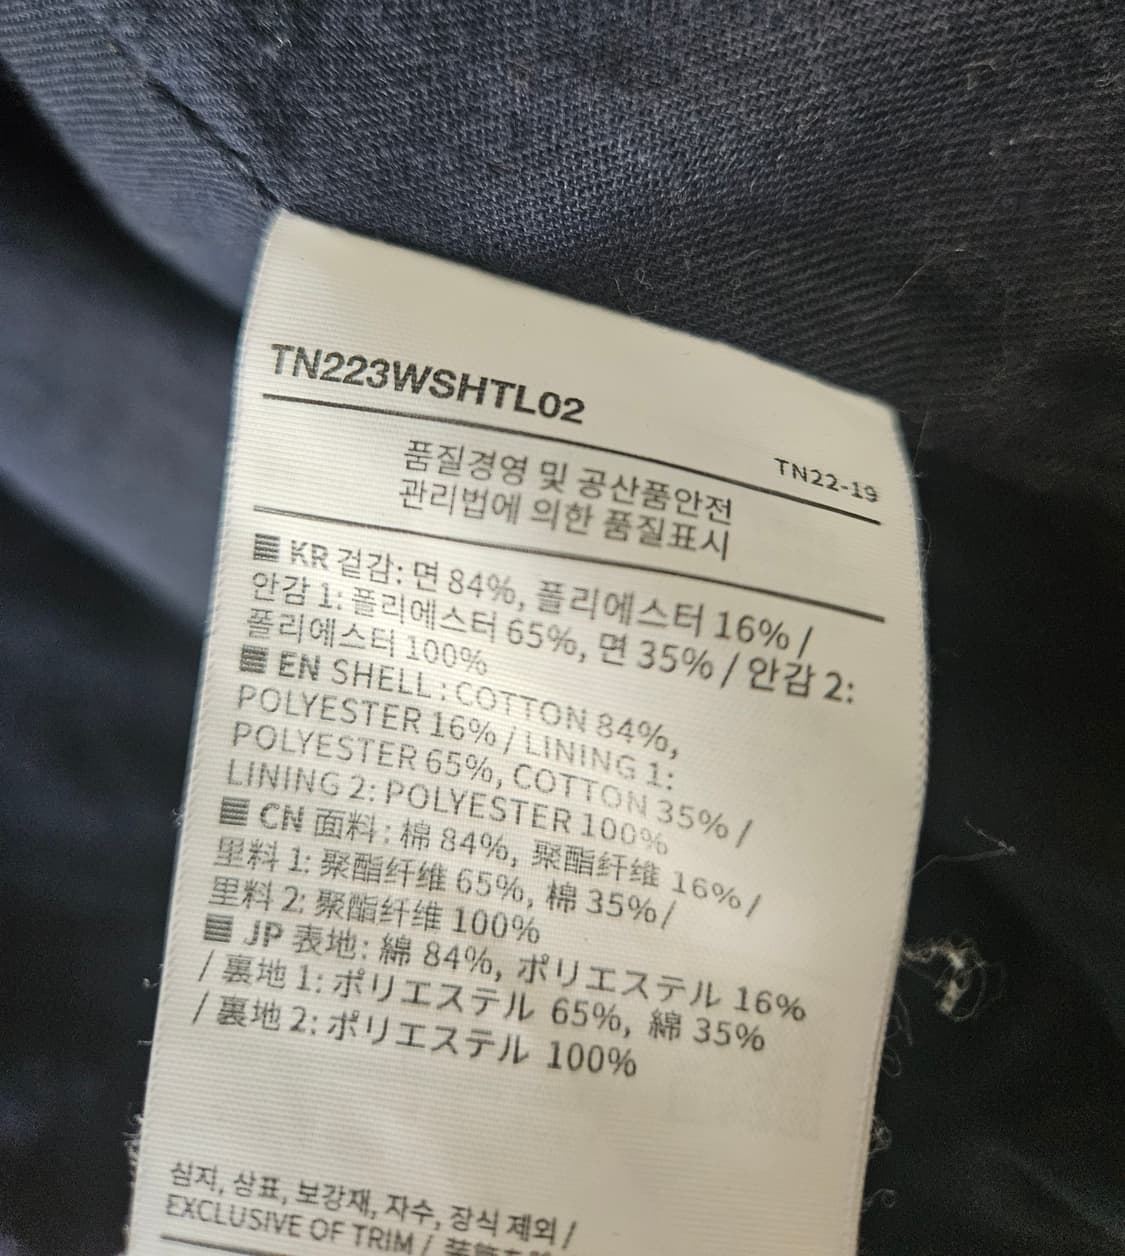 TN223WSHTL02
TN22-19
품질경영 및 공산품안전
관리법에 의한 품질표시
KR 겉감: 면 84%, 폴리에스터 16% /
안감 1: 폴리에스터 65%, 면 35% / 안감 2:
폴리에스터 100%
EN SHELL : COTTON 84%,
POLYESTER 16% / LINING 1:
POLYESTER 65%, COTTON 35% /
LINING 2: POLYESTER 100%
CN 面料: 棉 84%, 聚酯纤维 16% /
里料 1: 聚酯纤维 65%, 棉 35% /
里料 2: 聚酯纤维 100%
JP 表地: 綿 84%, ポリエステル 16%
/ 裏地 1: ポリエステル 65%, 綿 35%
/ 裏地 2: ポリエステル 100%
심지, 상표, 보강재, 자수, 장식 제외 /
EXCLUSIVE OF TRIM /